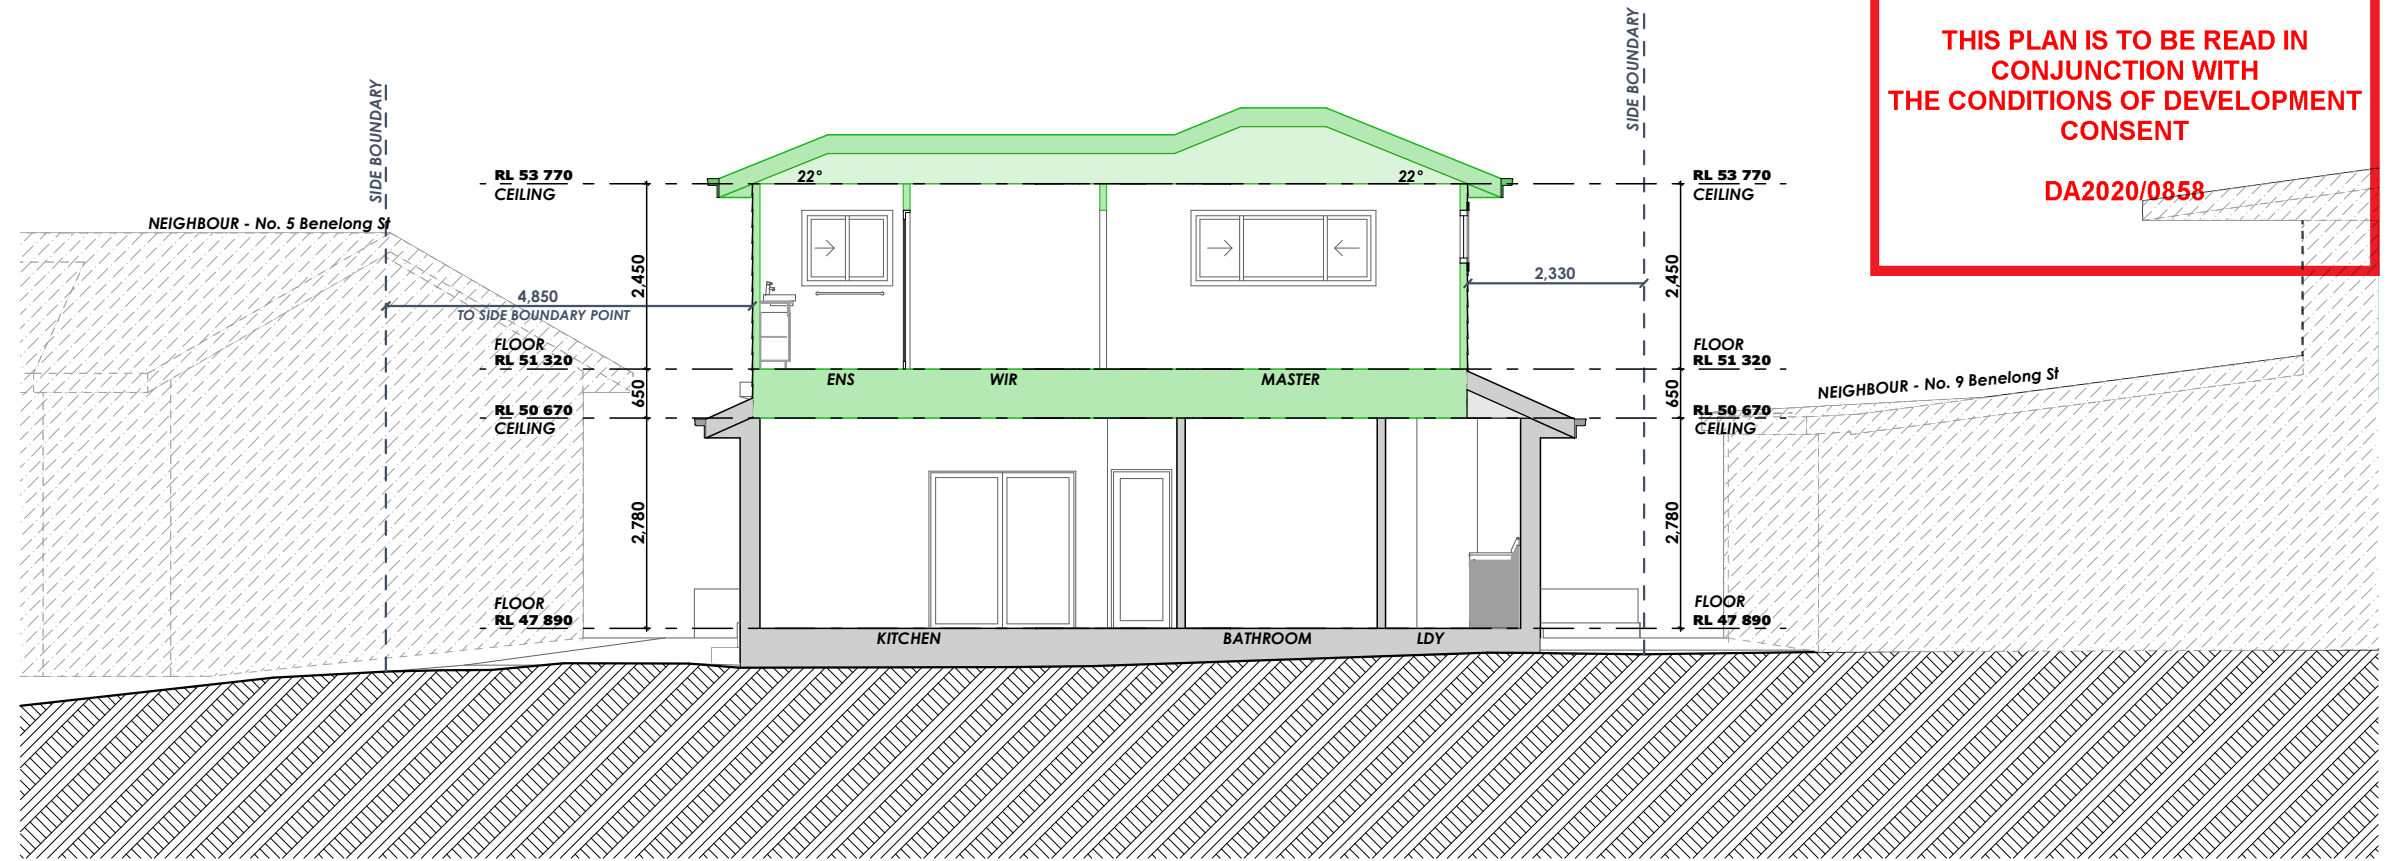 THIS PLAN IS TO BE READ IN
CONJUNCTION WITH
THE CONDITIONS OF DEVELOPMENT
CONSENT
DA2020/0858
SIDE BOUNDARY
SIDE BOUNDARY
NEIGHBOUR - No. 5 Benelong St
RL 53 770
CEILING
22°
22°
RL 53 770
CEILING
2,450
2,450
4,850
TO SIDE BOUNDARY POINT
2,330
FLOOR
RL 51 320
FLOOR
RL 51 320
ENS
WIR
MASTER
650
650
NEIGHBOUR - No. 9 Benelong St
RL 50 670
CEILING
RL 50 670
CEILING
2,780
2,780
FLOOR
RL 47 890
FLOOR
RL 47 890
KITCHEN
BATHROOM
LDY